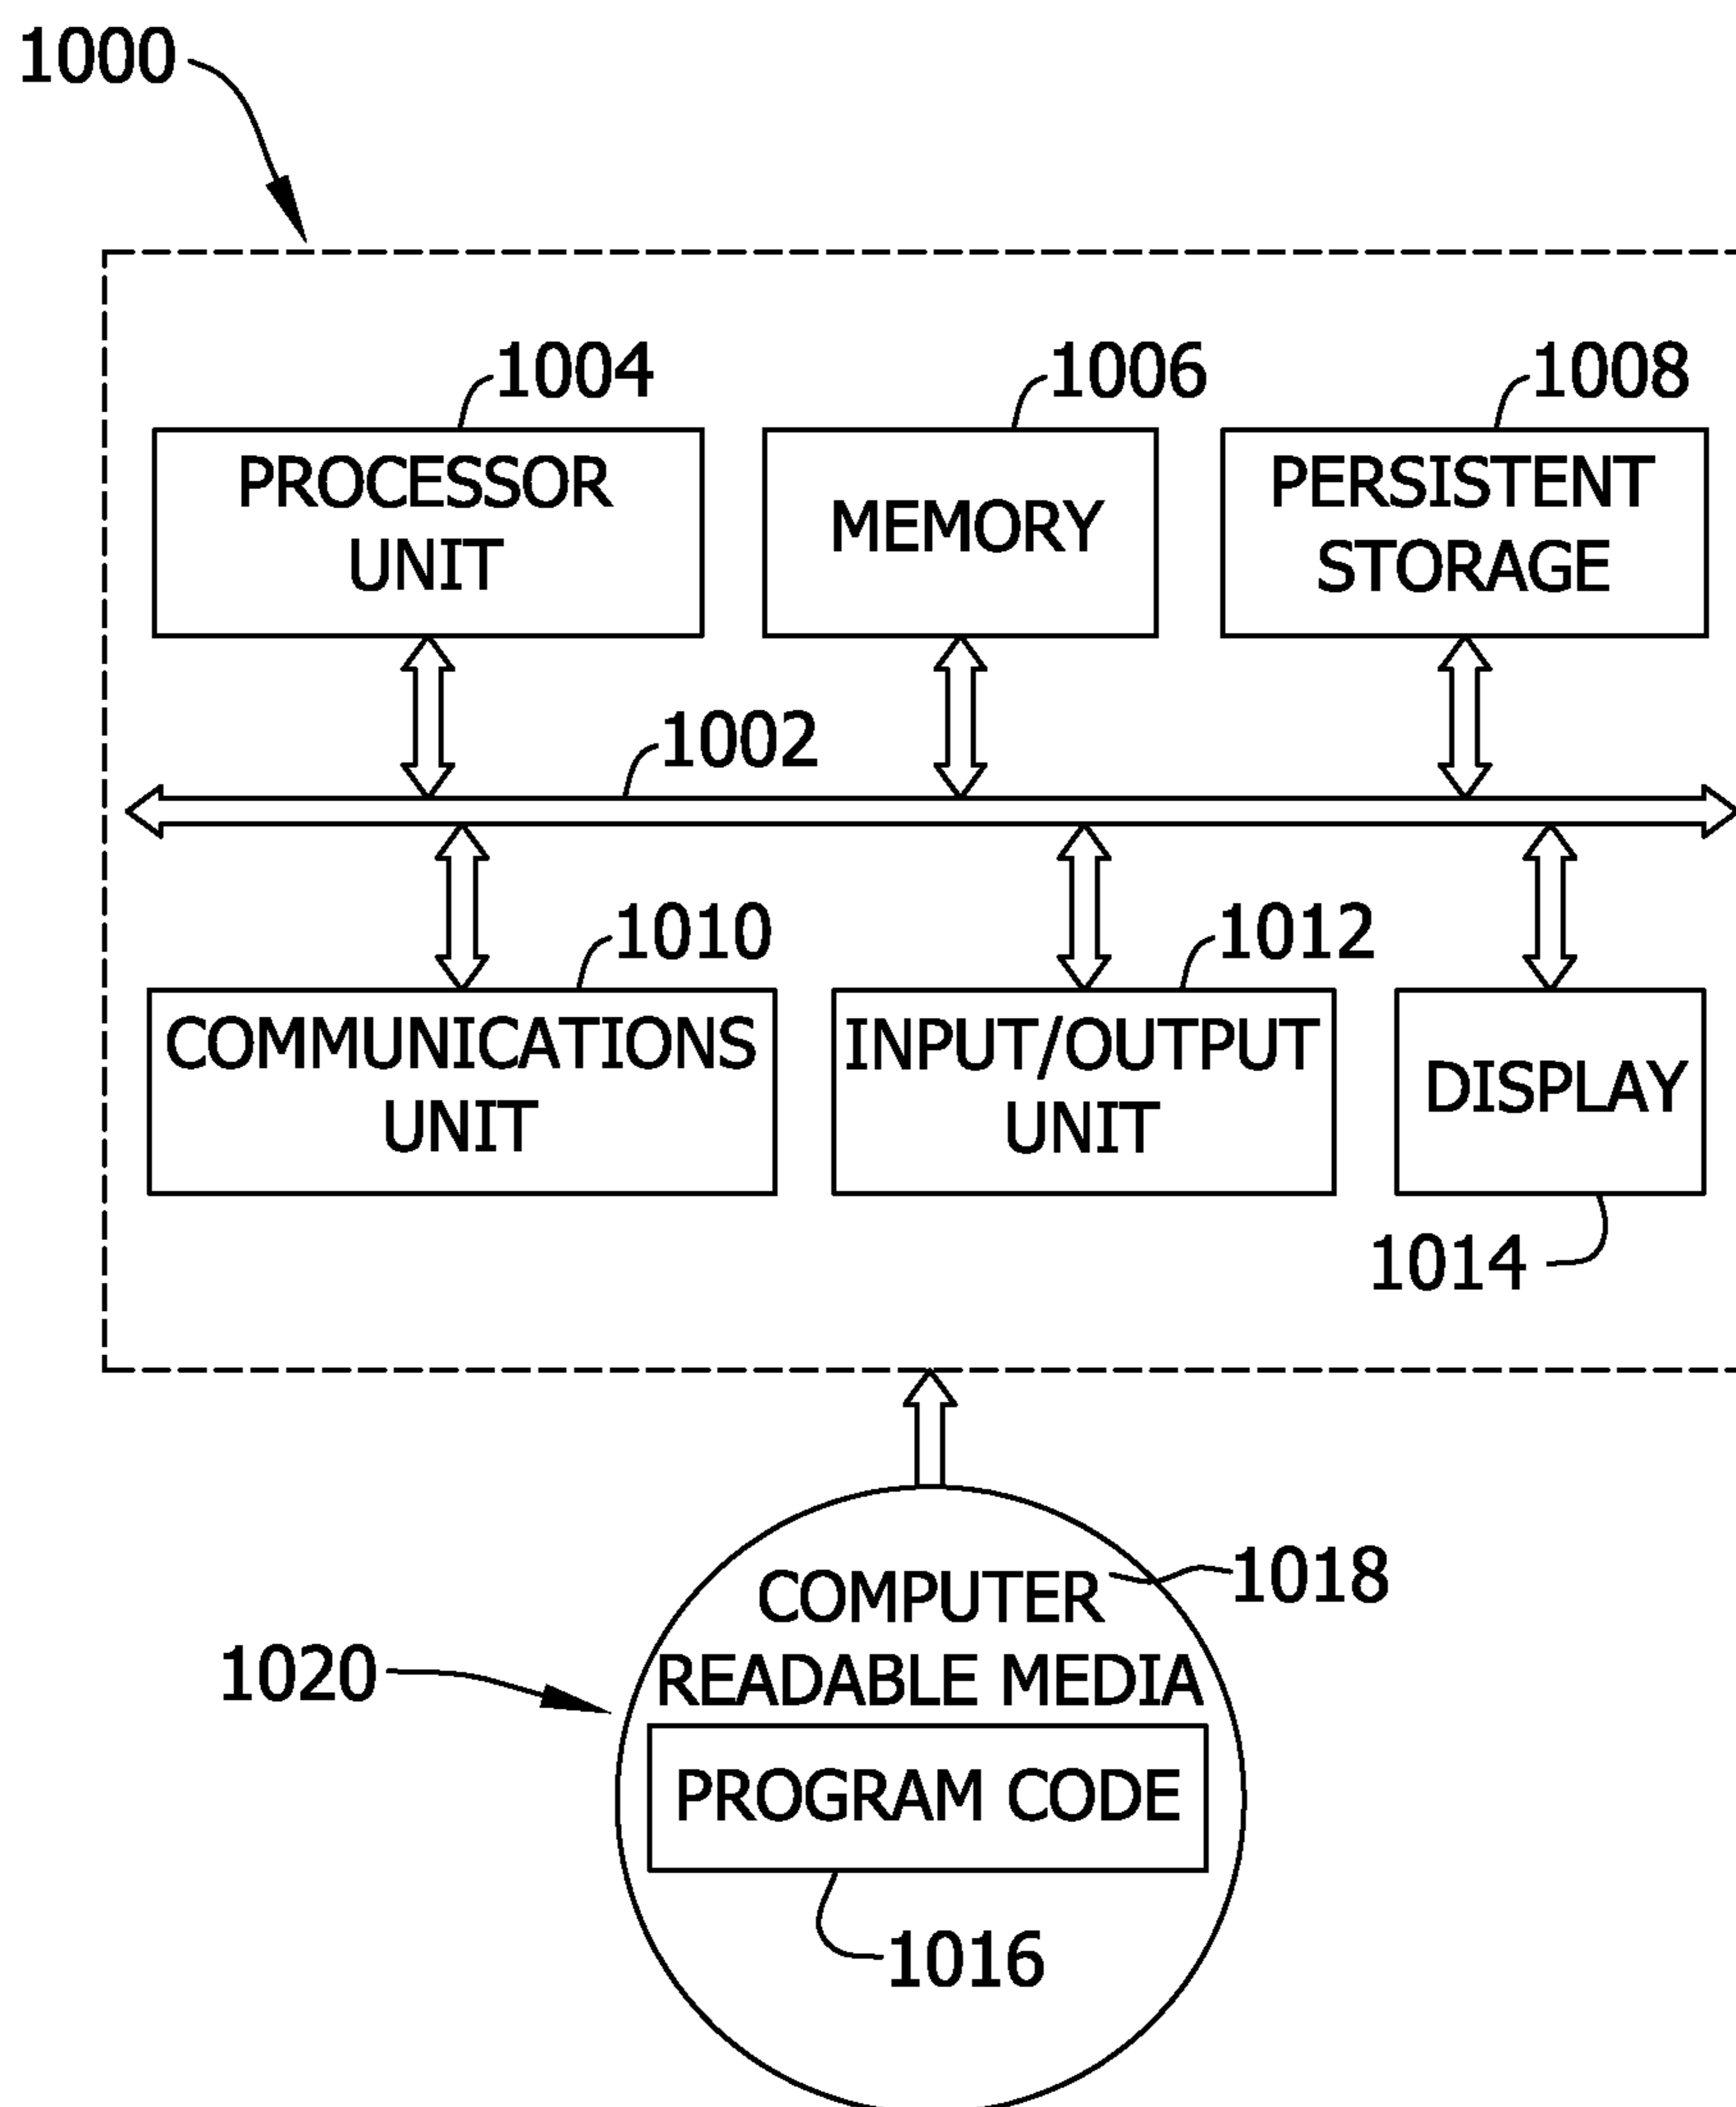 1000
1004
1006
1008
PROCESSOR
UNIT
MEMORY
PERSISTENT
STORAGE
1002
1010
1012
COMMUNICATIONS
UNIT
INPUT/OUTPUT
UNIT
DISPLAY
1014
1018
COMPUTER
READABLE MEDIA
1020
PROGRAM CODE
1016